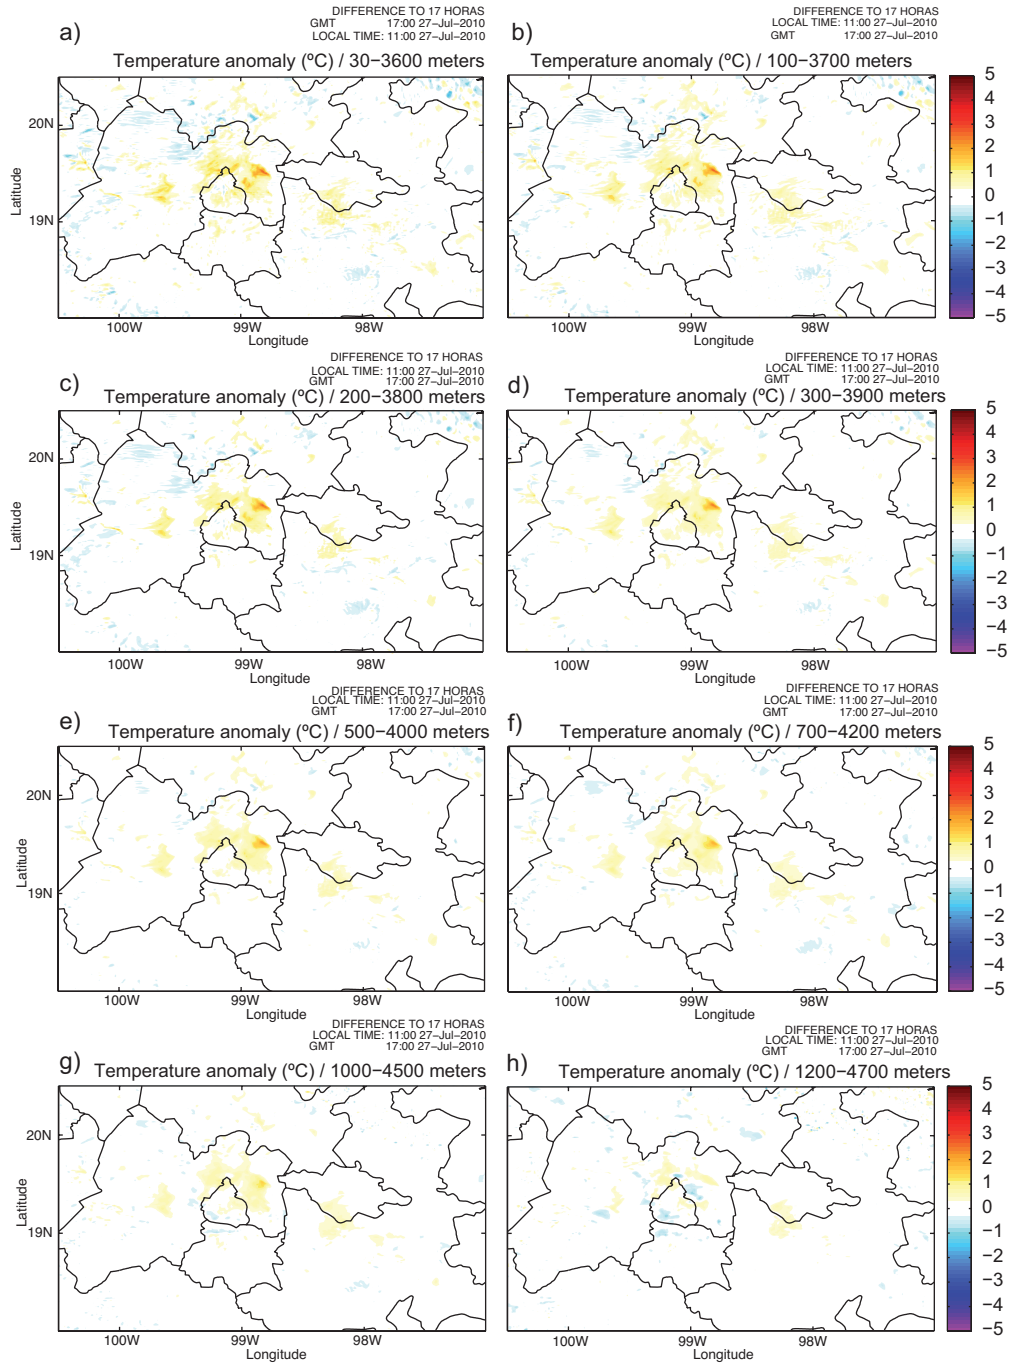 DIFFERENCE TO 17 HORAS
GMT 17:00 27-Jul-2010
LOCAL TIME: 11:00 27-Jul-2010
a)
Temperature anomaly (ºC) / 30-3600 meters
20N
19N
Latitude
100W 99W 98W
Longitude
DIFFERENCE TO 17 HORAS
LOCAL TIME: 11:00 27-Jul-2010
GMT 17:00 27-Jul-2010
b)
Temperature anomaly (ºC) / 100-3700 meters
100W 99W 98W
Longitude
5
4
3
2
1
0
-1
-2
-3
-4
-5
DIFFERENCE TO 17 HORAS
LOCAL TIME: 11:00 27-Jul-2010
GMT 17:00 27-Jul-2010
c)
Temperature anomaly (ºC) / 200-3800 meters
20N
19N
Latitude
100W 99W 98W
Longitude
DIFFERENCE TO 17 HORAS
LOCAL TIME: 11:00 27-Jul-2010
GMT 17:00 27-Jul-2010
d)
Temperature anomaly (ºC) / 300-3900 meters
100W 99W 98W
Longitude
5
4
3
2
1
0
-1
-2
-3
-4
-5
DIFFERENCE TO 17 HORAS
LOCAL TIME: 11:00 27-Jul-2010
GMT 17:00 27-Jul-2010
e)
Temperature anomaly (ºC) / 500-4000 meters
20N
19N
Latitude
100W 99W 98W
Longitude
DIFFERENCE TO 17 HORAS
LOCAL TIME: 11:00 27-Jul-2010
GMT 17:00 27-Jul-2010
f)
Temperature anomaly (ºC) / 700-4200 meters
100W 99W 98W
Longitude
5
4
3
2
1
0
-1
-2
-3
-4
-5
DIFFERENCE TO 17 HORAS
LOCAL TIME: 11:00 27-Jul-2010
GMT 17:00 27-Jul-2010
g)
Temperature anomaly (ºC) / 1000-4500 meters
20N
19N
Latitude
100W 99W 98W
Longitude
DIFFERENCE TO 17 HORAS
LOCAL TIME: 11:00 27-Jul-2010
GMT 17:00 27-Jul-2010
h)
Temperature anomaly (ºC) / 1200-4700 meters
100W 99W 98W
Longitude
5
4
3
2
1
0
-1
-2
-3
-4
-5